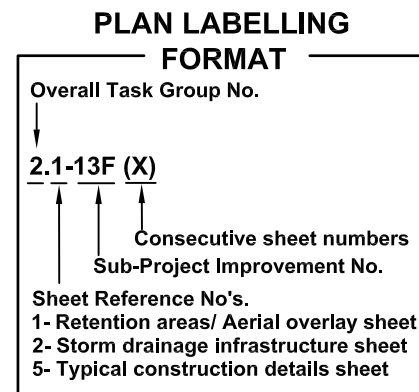 PLAN LABELLING
FORMAT
Overall Task Group No.
2.1-13F (X)
Consecutive sheet numbers
Sub-Project Improvement No.
Sheet Reference No's.
1- Retention areas/ Aerial overlay sheet
2- Storm drainage infrastructure sheet
5- Typical construction details sheet